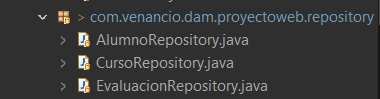 > com.venancio.dam.proyectoweb.repository
AlumnoRepository.java
CursoRepository.java
EvaluacionRepository.java